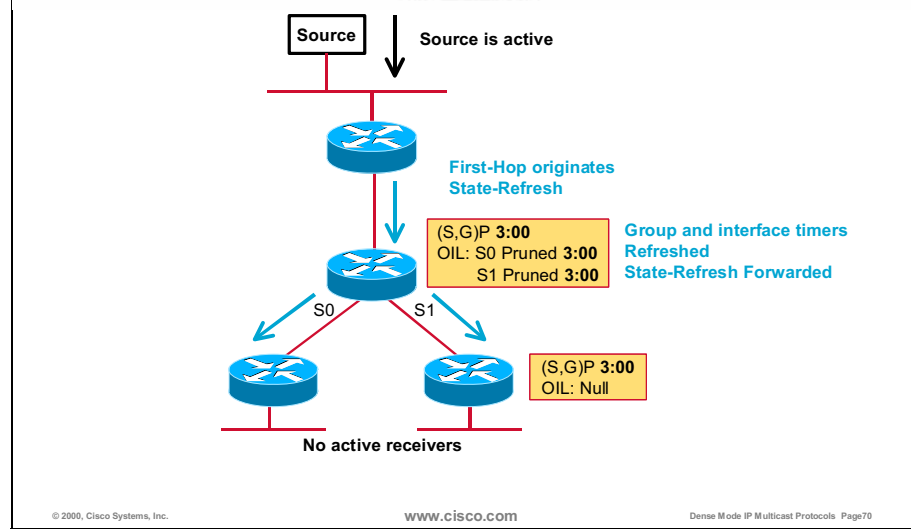 Source
Source is active
First-Hop originates
State-Refresh
(S,G)P 3:00
OIL: S0 Pruned 3:00
S1 Pruned 3:00
Group and interface timers
Refreshed
State-Refresh Forwarded
S0
S1
(S,G)P 3:00
OIL: Null
No active receivers
© 2000, Cisco Systems, Inc.
www.cisco.com
Dense Mode IP Multicast Protocols Page70